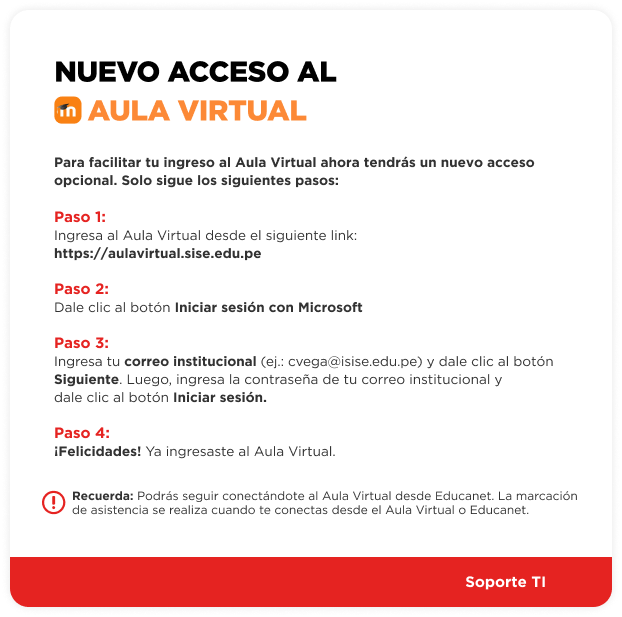 NUEVO ACCESO AL
m AULA VIRTUAL
Para facilitar tu ingreso al Aula Virtual ahora tendrás un nuevo acceso
opcional. Solo sigue los siguientes pasos:
Paso 1:
Ingresa al Aula Virtual desde el siguiente link:
https://aulavirtual.sise.edu.pe
Paso 2:
Dale clic al botón Iniciar sesión con Microsoft
Paso 3:
Ingresa tu correo institucional (ej.: cvega@isise.edu.pe) y dale clic al botón
Siguiente. Luego, ingresa la contraseña de tu correo institucional y
dale clic al botón Iniciar sesión.
Paso 4:
¡Felicidades! Ya ingresaste al Aula Virtual.
Recuerda: Podrás seguir conectándote al Aula Virtual desde Educanet. La marcación
de asistencia se realiza cuando te conectas desde el Aula Virtual o Educanet.
Soporte TI